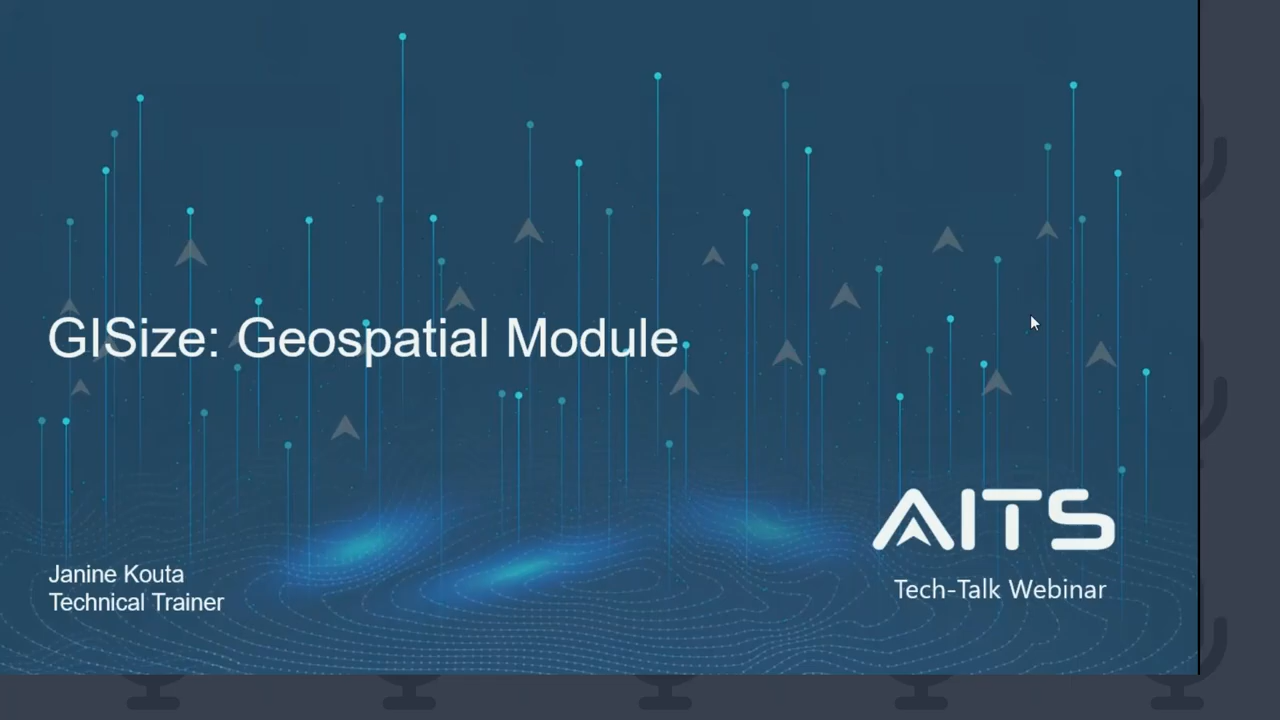 GISize: Geospatial Module
AITS
Janine Kouta
Technical Trainer
Tech-Talk Webinar